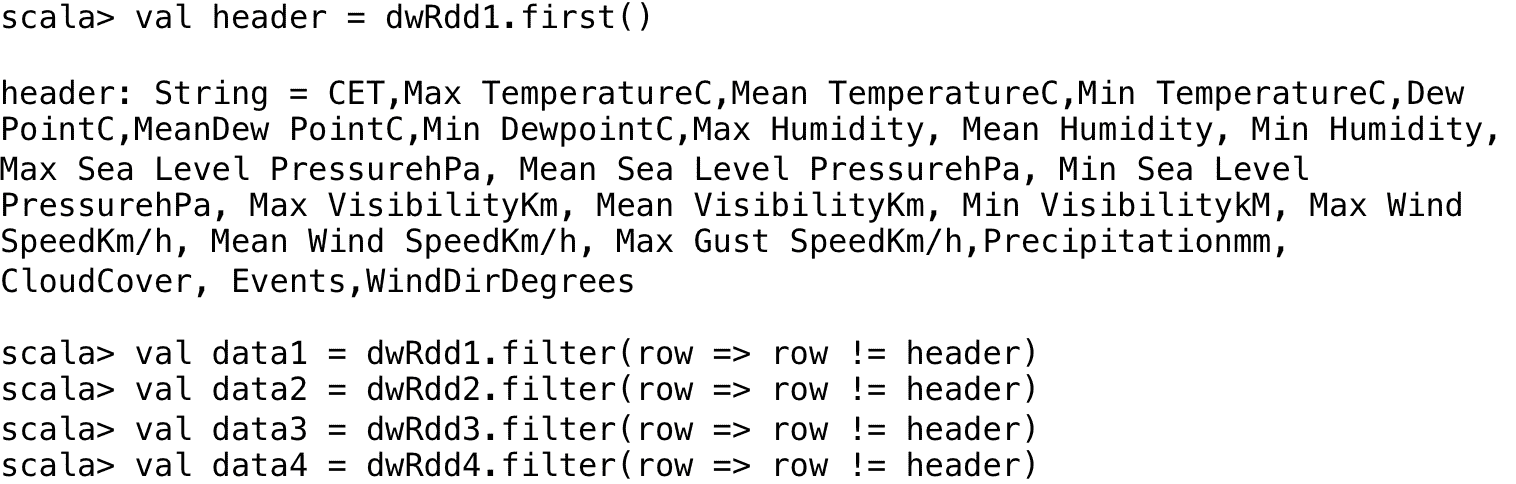 scala> val header = dwRdd1.first()
header: String = CET,Max TemperatureC,Mean TemperatureC,Min TemperatureC,Dew
PointC,MeanDew PointC,Min DewpointC,Max Humidity, Mean Humidity, Min Humidity,
Max Sea Level PressurehPa, Mean Sea Level PressurehPa, Min Sea Level
PressurehPa, Max VisibilityKm, Mean VisibilityKm, Min VisibilitykM, Max Wind
SpeedKm/h, Mean Wind SpeedKm/h, Max Gust SpeedKm/h,Precipitationmm,
CloudCover, Events,WindDirDegrees
scala> val data1 = dwRdd1.filter(row => row != header)
scala> val data2 = dwRdd2.filter(row => row != header)
scala> val data3 = dwRdd3.filter(row => row != header)
scala> val data4 = dwRdd4.filter(row => row != header)